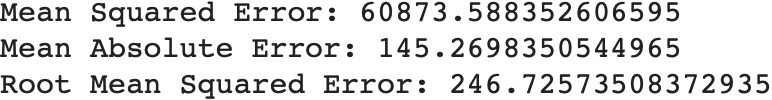 Mean Squared Error: 60873.588352606595
Mean Absolute Error: 145.2698350544965
Root Mean Squared Error: 246.72573508372935